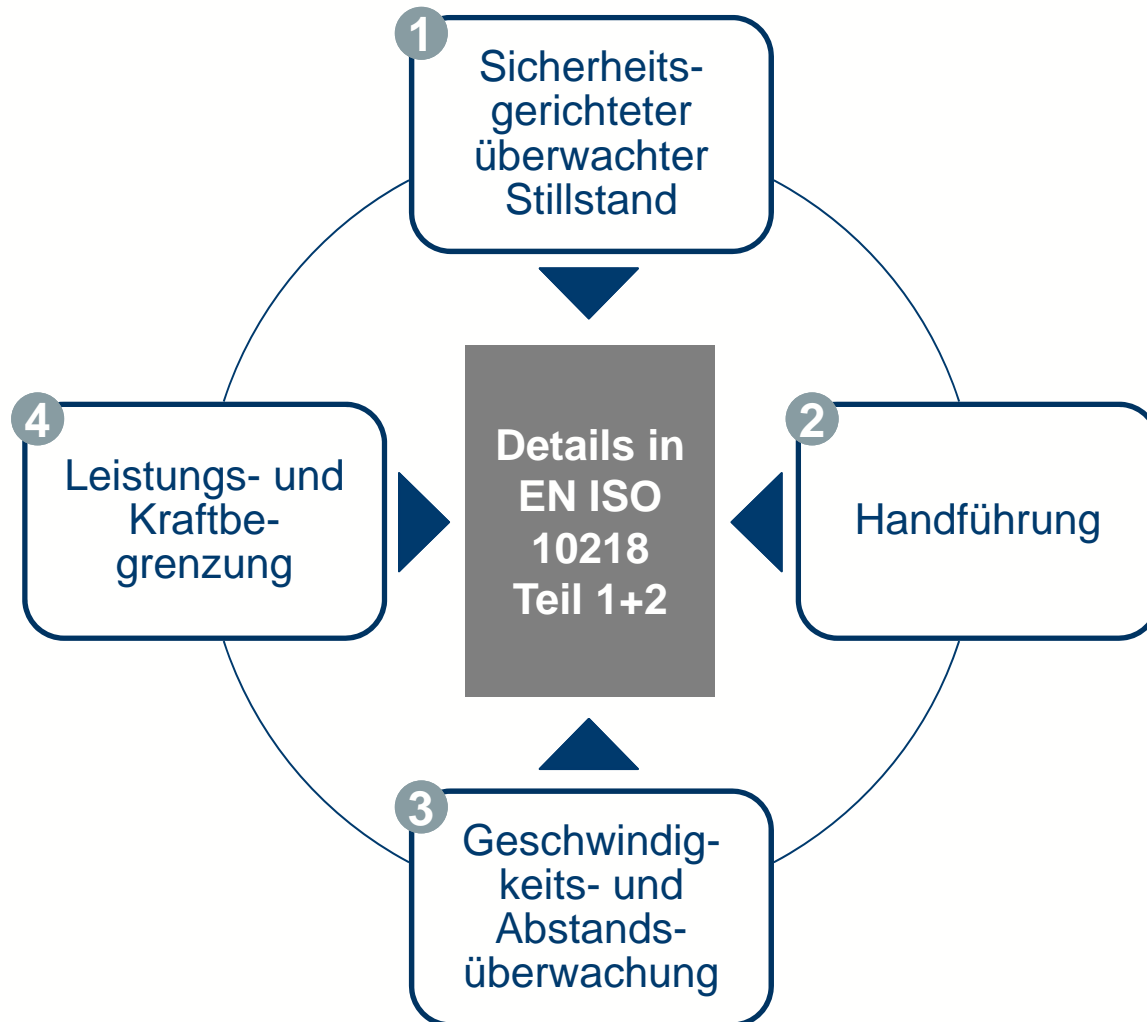 1
Sicherheits-
gerichteter
überwachter
Stillstand
2
Handführung
3
Geschwindig-
keits- und
Abstands-
überwachung
4
Leistungs- und
Kraftbe-
grenzung
Details in
EN ISO
10218
Teil 1+2